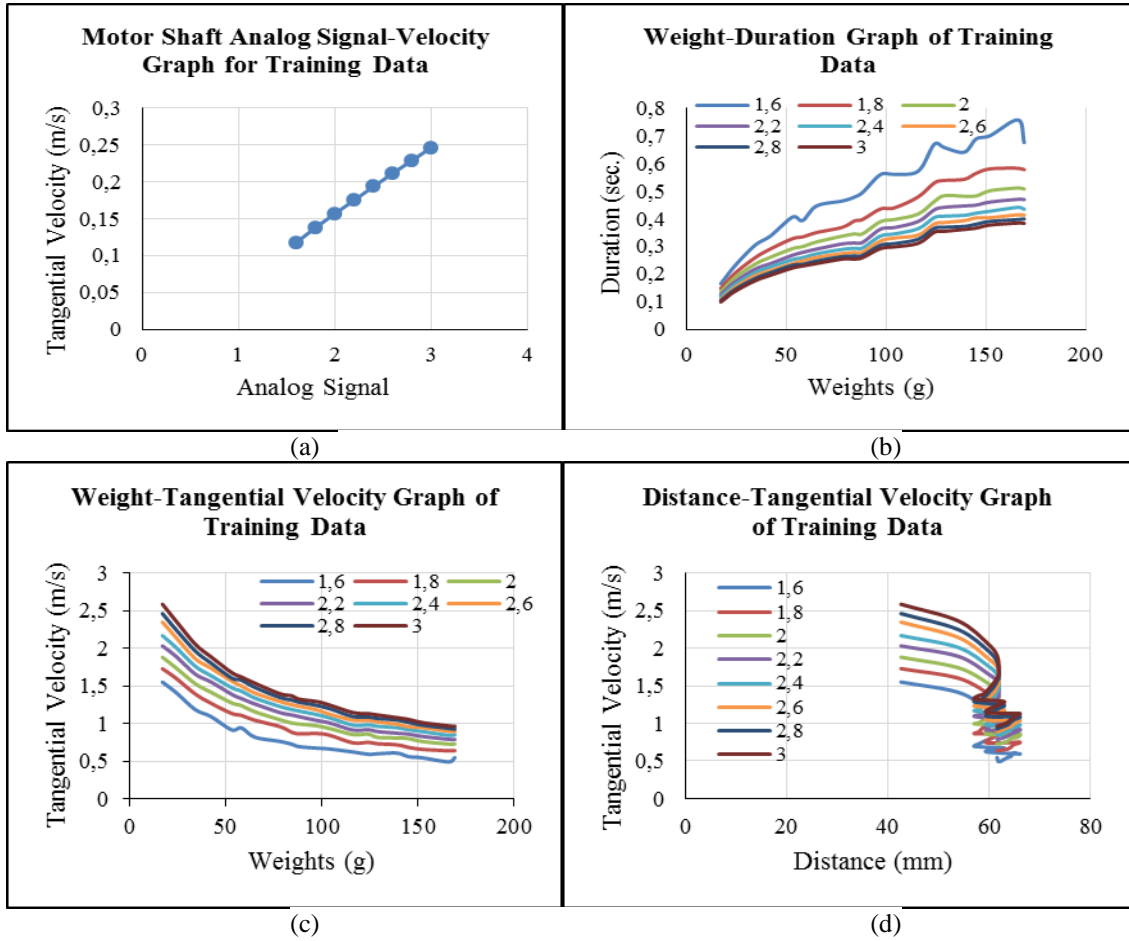 Motor Shaft Analog Signal-Velocity
Graph for Training Data
Tangential Velocity (m/s)
0,3
0,25
0,2
0,15
0,1
0,05
0
0 1 2 3 4
Analog Signal
(a)
Weight-Duration Graph of Training
Data
Duration (sec.)
0,8
0,7
0,6
0,5
0,4
0,3
0,2
0,1
0
1,6 1,8 2
2,2 2,4 2,6
2,8 3
0 50 100 150 200
Weights (g)
(b)
Weight-Tangential Velocity Graph of
Training Data
Tangential Velocity (m/s)
3
2,5
2
1,5
1
0,5
0
1,6 1,8 2
2,2 2,4 2,6
2,8 3
0 50 100 150 200
Weights (g)
(c)
Distance-Tangential Velocity Graph
of Training Data
Tangential Velocity (m/s)
3
2,5
2
1,5
1
0,5
0
1,6
1,8
2
2,2
2,4
2,6
2,8
3
0 20 40 60 80
Distance (mm)
(d)